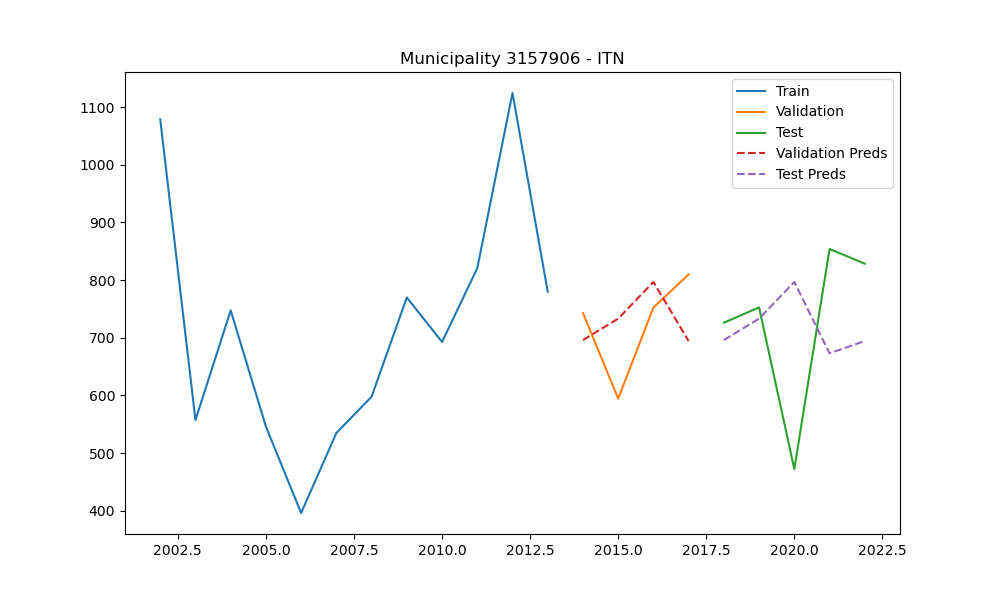 Municipality 3157906 - ITN
Train
Validation
Test
Validation Preds
Test Preds
1100
1000
900
800
700
600
500
400
2002.5 2005.0 2007.5 2010.0 2012.5 2015.0 2017.5 2020.0 2022.5